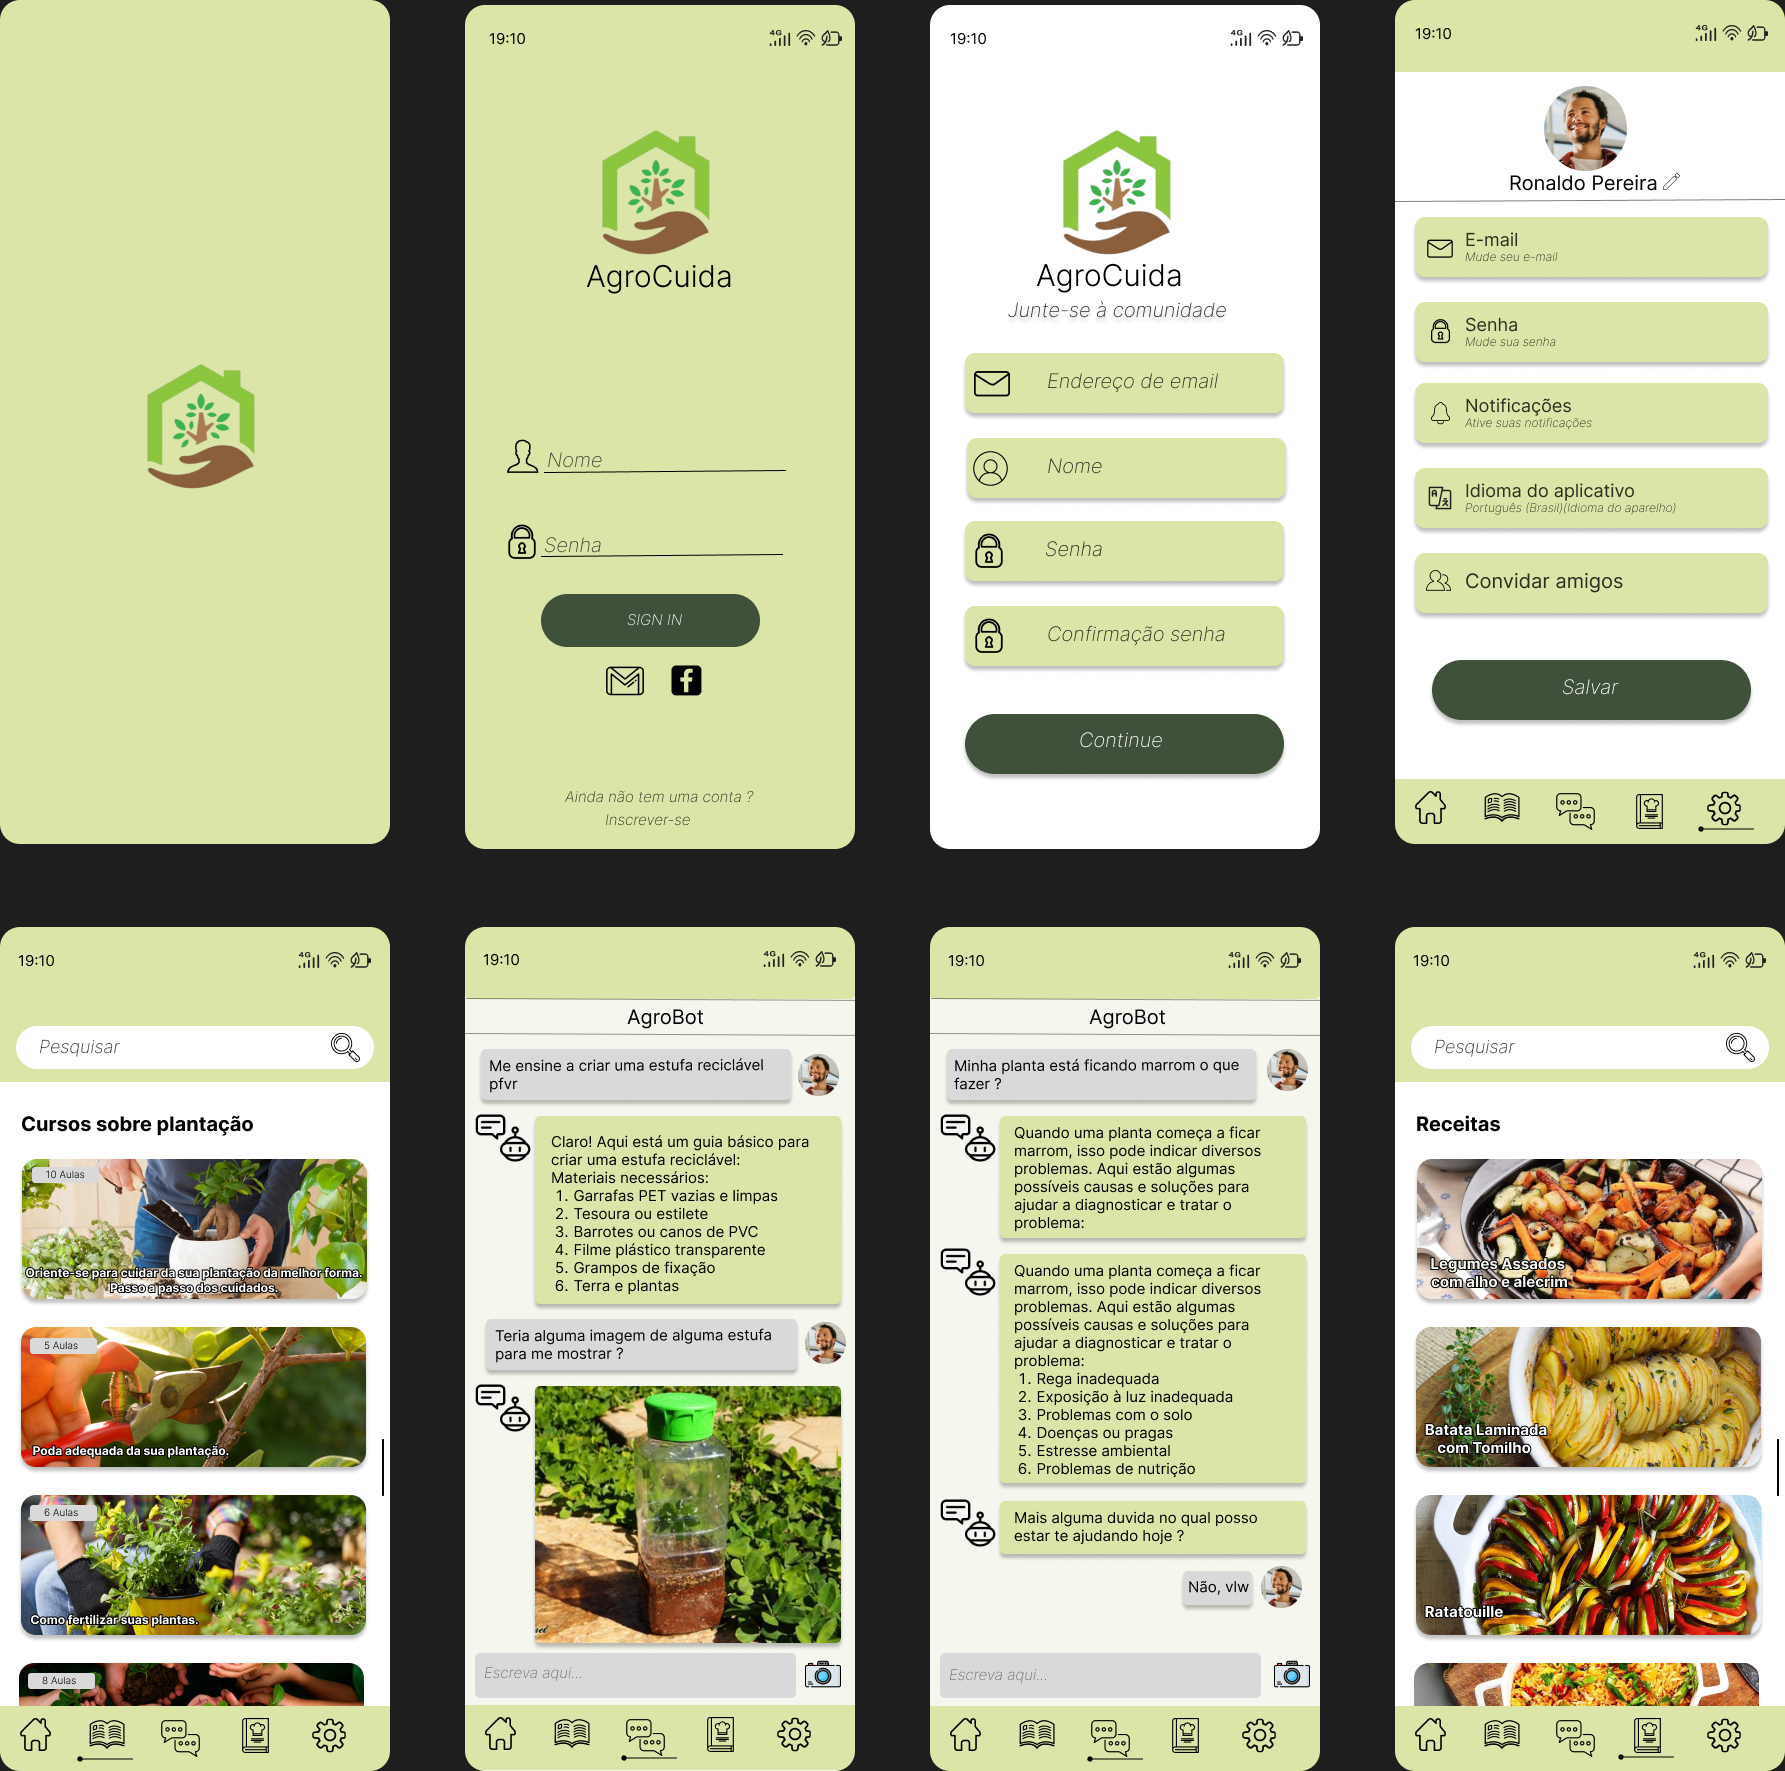 19:10
4G
AgroCuida
Nome
Senha
SIGN IN
Ainda não tem uma conta ?
Inscrever-se
19:10
4G
AgroCuida
Junte-se à comunidade
Endereço de email
Nome
Senha
Confirmação senha
Continue
19:10
4G
Ronaldo Pereira
E-mail
Mude seu e-mail
Senha
Mude sua senha
Notificações
Ative suas notificações
Idioma do aplicativo
Português (Brasil)(Idioma do aparelho)
Convidar amigos
Salvar
19:10
4G
Pesquisar
Cursos sobre plantação
10 Aulas
Oriente-se para cuidar da sua plantação da melhor forma.
Passo a passo dos cuidados.
5 Aulas
Poda adequada da sua plantação.
6 Aulas
Como fertilizar suas plantas.
8 Aulas
19:10
4G
AgroBot
Me ensine a criar uma estufa reciclável
pfvr
Claro! Aqui está um guia básico para
criar uma estufa reciclável:
Materiais necessários:
1. Garrafas PET vazias e limpas
2. Tesoura ou estilete
3. Barrotes ou canos de PVC
4. Filme plástico transparente
5. Grampos de fixação
6. Terra e plantas
Teria alguma imagem de alguma estufa
para me mostrar ?
Escreva aqui...
19:10
4G
AgroBot
Minha planta está ficando marrom o que
fazer ?
Quando uma planta começa a ficar
marrom, isso pode indicar diversos
problemas. Aqui estão algumas
possíveis causas e soluções para
ajudar a diagnosticar e tratar o
problema:
Quando uma planta começa a ficar
marrom, isso pode indicar diversos
problemas. Aqui estão algumas
possíveis causas e soluções para
ajudar a diagnosticar e tratar o
problema:
1. Rega inadequada
2. Exposição à luz inadequada
3. Problemas com o solo
4. Doenças ou pragas
5. Estresse ambiental
6. Problemas de nutrição
Mais alguma duvida no qual posso
estar te ajudando hoje ?
Não, vlw
Escreva aqui...
19:10
4G
Pesquisar
Receitas
Legumes Assados
com alho e alecrim
Batata Laminada
com Tomilho
Ratatouille